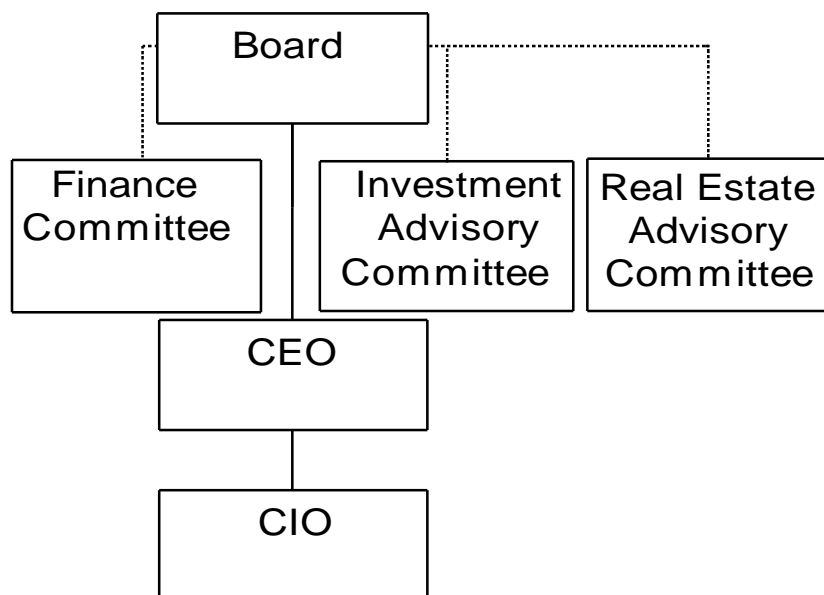 Board
Finance
Committee
Investment
Advisory
Committee
Real Estate
Advisory
Committee
CEO
CIO